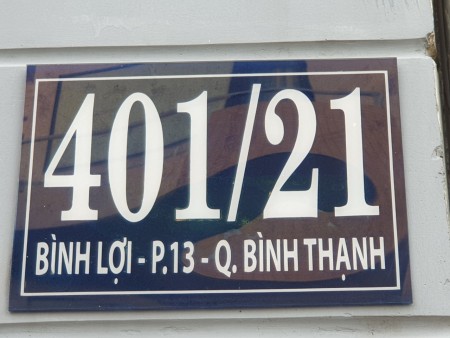 401/21
BÌNH LỢI - P.13 - Q. BÌNH THẠNH